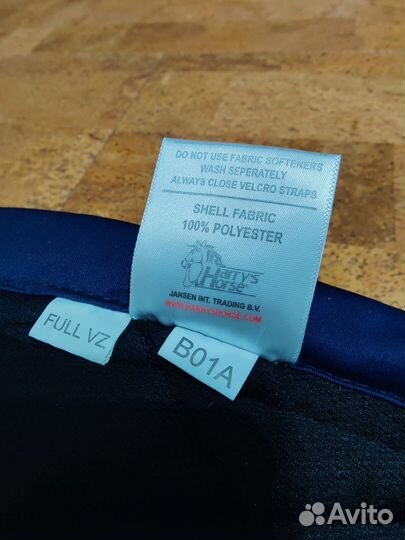 DO NOT USE FABRIC SOFTENERS
WASH SEPERATELY
ALWAYS CLOSE VELCRO STRAPS
SHELL FABRIC
100% POLYESTER
Harry's
Horse
JANSEN INT. TRADING B.V.
WWW.HARRYSHORSE.COM
FULL VZ
B01A
Avito